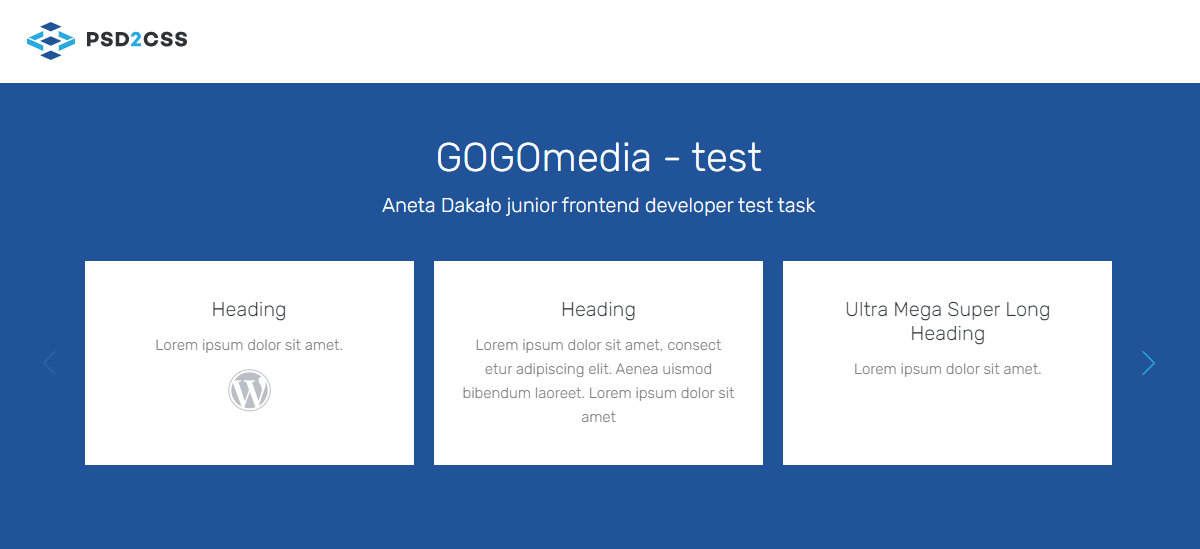 PSD2CSS
GOGOmedia - test
Aneta Dakało junior frontend developer test task
Heading
Lorem ipsum dolor sit amet.
Heading
Lorem ipsum dolor sit amet, consect
etur adipiscing elit. Aenea uismod
bibendum laoreet. Lorem ipsum dolor sit
amet
Ultra Mega Super Long
Heading
Lorem ipsum dolor sit amet.